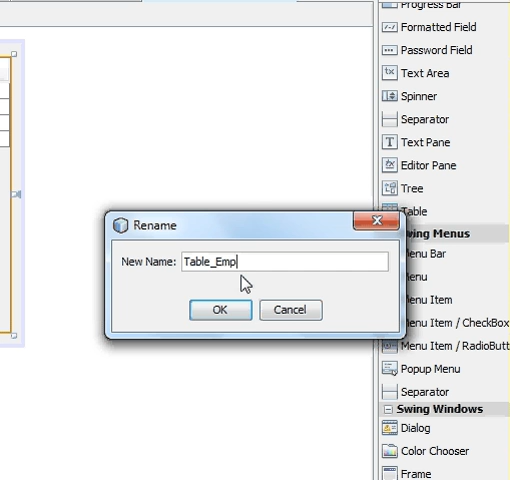 Progress Bar
Formatted Field
Password Field
Text Area
Spinner
Separator
Text Pane
Editor Pane
Tree
Table
Swing Menus
Menu Bar
Menu
Menu Item
Menu Item / CheckBox
Menu Item / RadioButt
Popup Menu
Separator
Swing Windows
Dialog
Color Chooser
Frame
Rename
New Name: Table_Emp
OK Cancel